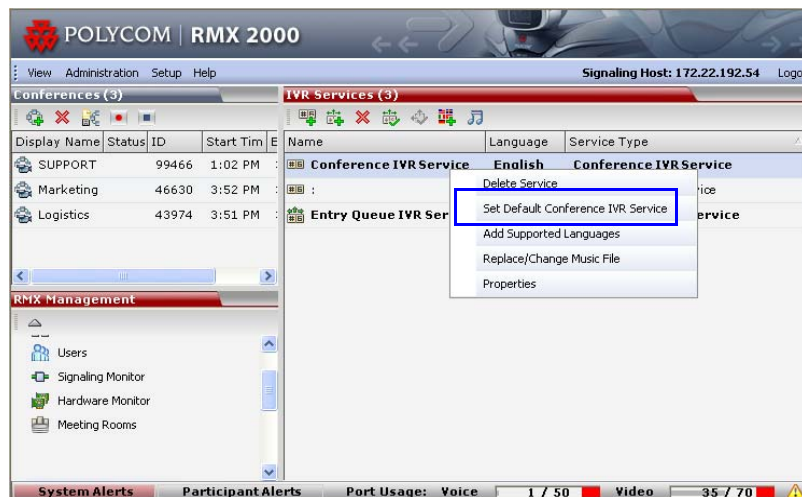 POLYCOM | RMX 2000
View Administration Setup Help Signaling Host: 172.22.192.54 Logo
Conferences (3)
Display Name Status ID Start Tim E
SUPPORT 99466 1:02 PM
Marketing 46630 3:52 PM
Logistics 43974 3:51 PM
IVR Services (3)
Name Language Service Type
Conference IVR Service English Conference IVR Service
: ice
Entry Queue IVR Ser ervice
Delete Service
Set Default Conference IVR Service
Add Supported Languages
Replace/Change Music File
Properties
RMX Management
Users
Signaling Monitor
Hardware Monitor
Meeting Rooms
System Alerts Participant Alerts Port Usage: Voice 1 / 50 Video 35 / 70